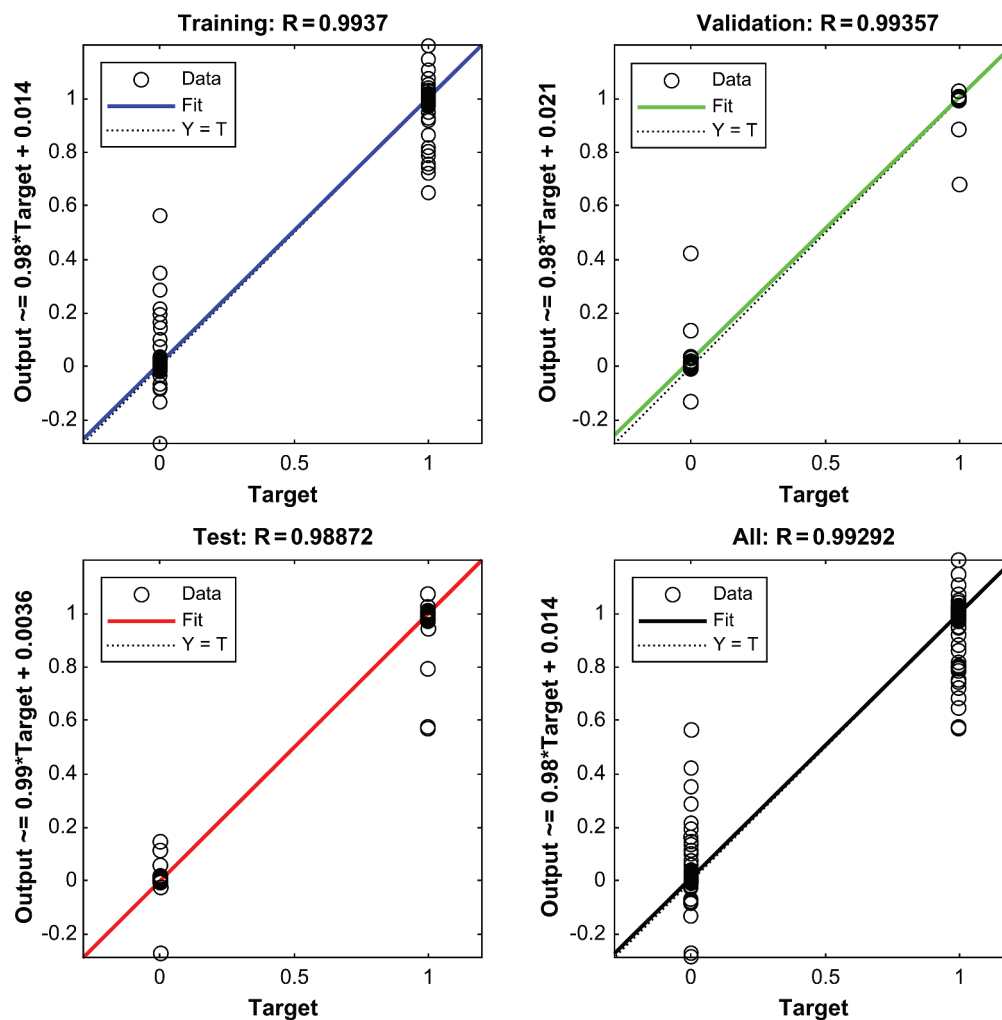 Training: R=0.9937
Output ~= 0.98*Target + 0.014
Data
Fit
Y = T
1
0.8
0.6
0.4
0.2
0
-0.2
0
0.5
1
Target
Validation: R=0.99357
Output ~= 0.98*Target + 0.021
Data
Fit
Y = T
1
0.8
0.6
0.4
0.2
0
-0.2
0
0.5
1
Target
Test: R=0.98872
Output ~= 0.99*Target + 0.0036
Data
Fit
Y = T
1
0.8
0.6
0.4
0.2
0
-0.2
0
0.5
1
Target
All: R=0.99292
Output ~= 0.98*Target + 0.014
Data
Fit
Y = T
1
0.8
0.6
0.4
0.2
0
-0.2
0
0.5
1
Target